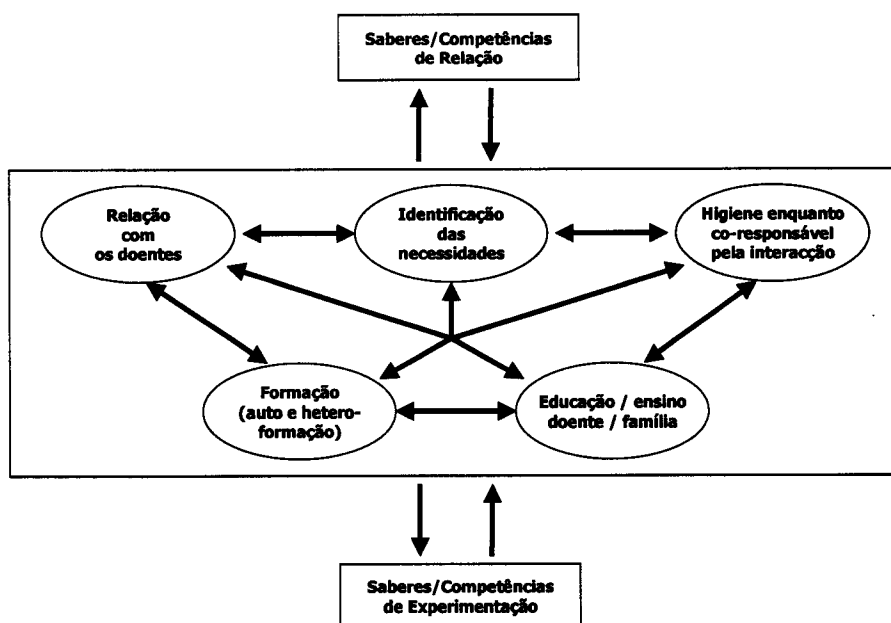 Saberes/Competências
de Relação
Relação
com
os doentes
Identificação
das
necessidades
Higiene enquanto
co-responsável
pela interacção
Formação
(auto e hetero-
formação)
Educação / ensino
doente / família
Saberes/Competências
de Experimentação